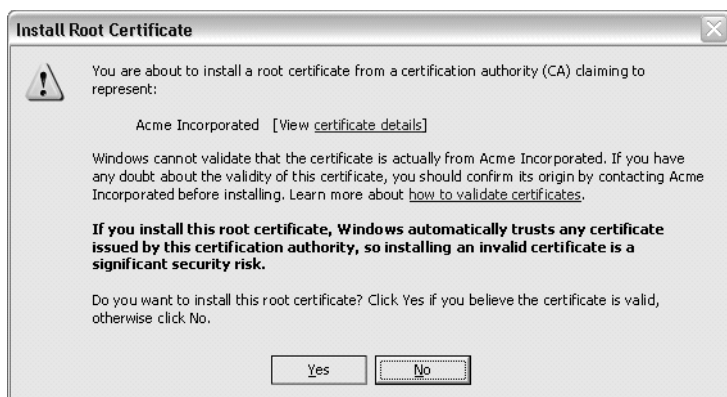 Install Root Certificate
You are about to install a root certificate from a certification authority (CA) claiming to
represent:
Acme Incorporated [View certificate details]
Windows cannot validate that the certificate is actually from Acme Incorporated. If you have
any doubt about the validity of this certificate, you should confirm its origin by contacting Acme
Incorporated before installing. Learn more about how to validate certificates.
If you install this root certificate, Windows automatically trusts any certificate
issued by this certification authority, so installing an invalid certificate is a
significant security risk.
Do you want to install this root certificate? Click Yes if you believe the certificate is valid,
otherwise click No.
Yes No